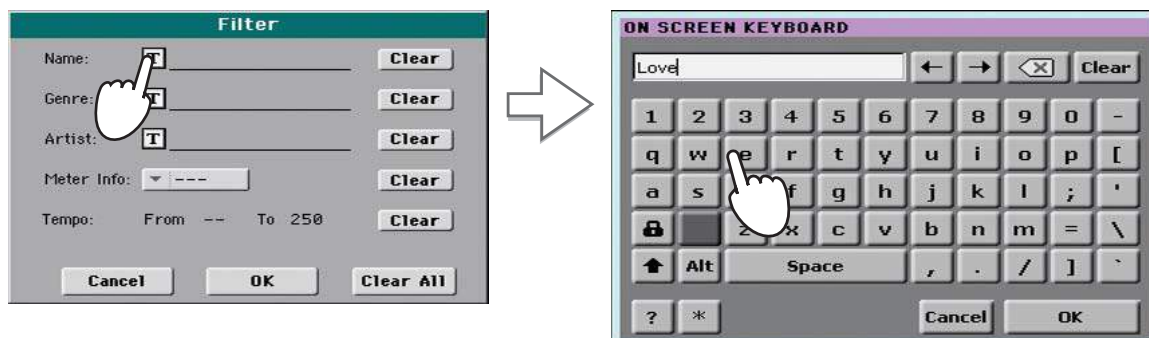 Filter
Name: T Clear
Genre: T Clear
Artist: T Clear
Meter Info: --- Clear
Tempo: From -- To 250 Clear
Cancel OK Clear All
ON SCREEN KEYBOARD
Love ← → X Clear
1 2 3 4 5 6 7 8 9 0 -
q w e r t y u i o p [
a s f g h j k l ; '
z x c v b n m = \
Alt Space , . / ] `
? * Cancel OK